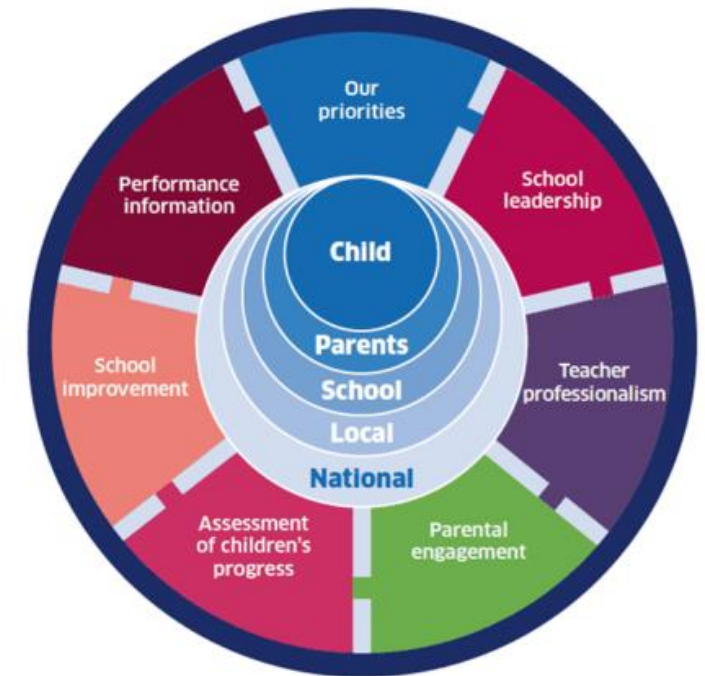 Our
priorities
School
leadership
Teacher
professionalism
Parental
engagement
Assessment
of children's
progress
School
improvement
Performance
information
Child
Parents
School
Local
National